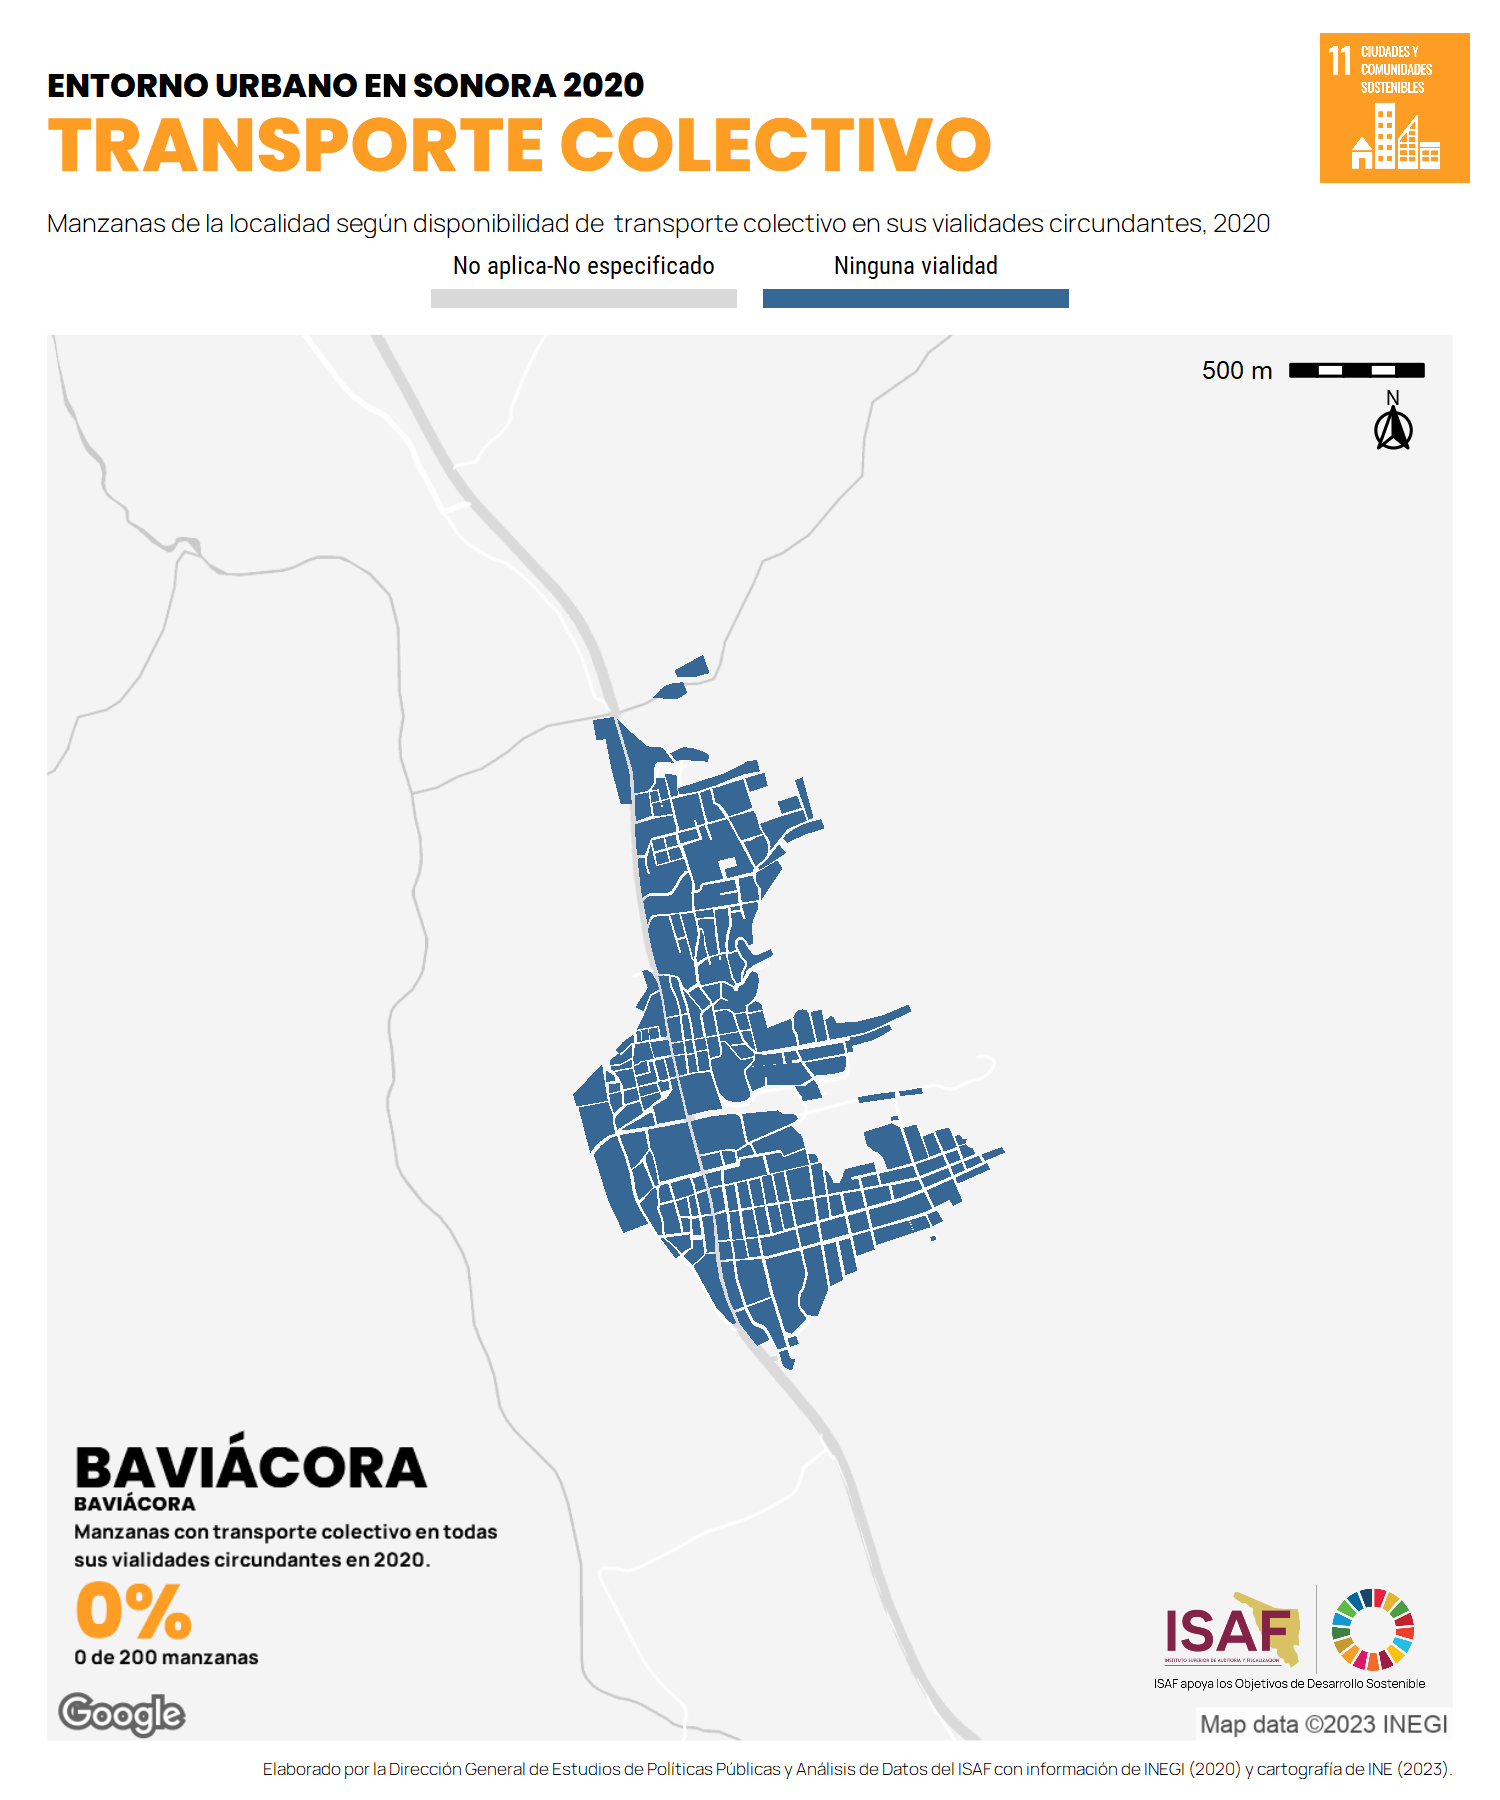 ENTORNO URBANO EN SONORA 2020
TRANSPORTE COLECTIVO
11 CIUDADES Y
COMUNIDADES
SOSTENIBLES
Manzanas de la localidad según disponibilidad de transporte colectivo en sus vialidades circundantes, 2020
No aplica-No especificado
Ninguna vialidad
500 m
N
BAVIÁCORA
BAVIÁCORA
Manzanas con transporte colectivo en todas
sus vialidades circundantes en 2020.
0%
0 de 200 manzanas
Google
ISAF
INSTITUTO SUPERIOR DE AUDITORÍA Y FISCALIZACIÓN
ISAF apoya los Objetivos de Desarrollo Sostenible
Map data ©2023 INEGI
Elaborado por la Dirección General de Estudios de Políticas Públicas y Análisis de Datos del ISAF con información de INEGI (2020) y cartografía de INE (2023).